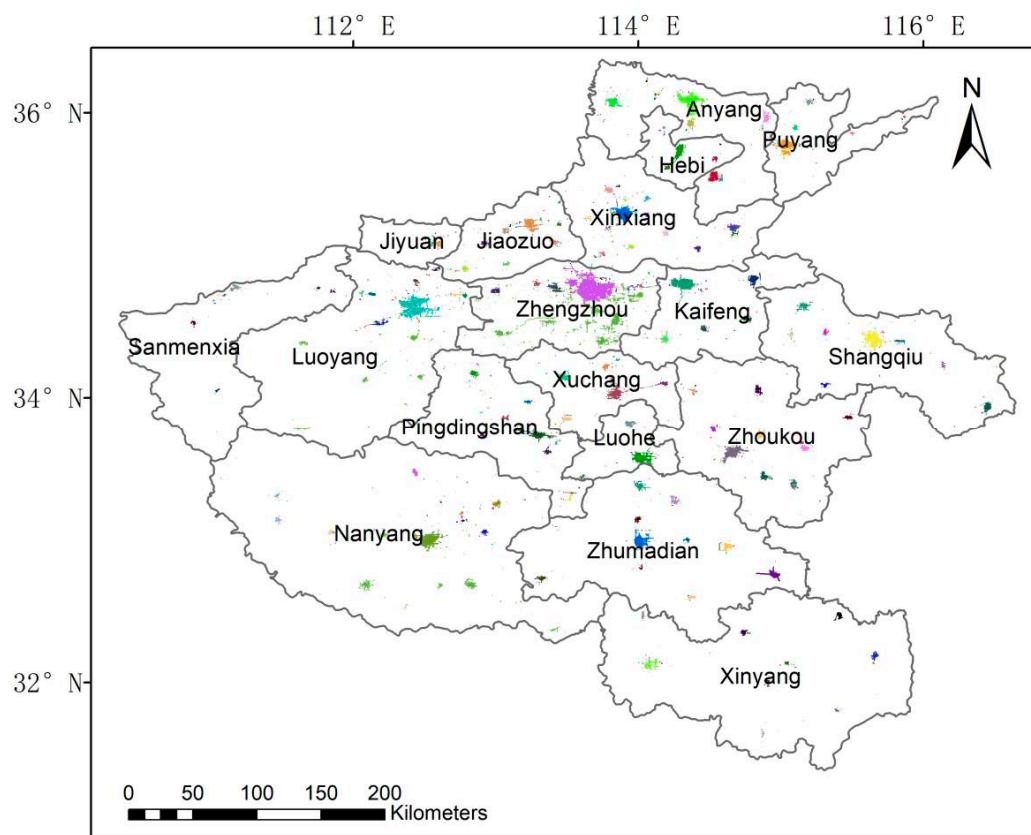 112° E 114° E 116° E
N
36° N
Anyang
Puyang
Hebi
Xinxiang
Jiyuan
Jiaozuo
Zhengzhou
Kaifeng
Sanmenxia
Luoyang
Shangqiu
Xuchang
34° N
Pingdingshan
Luohe
Zhoukou
Nanyang
Zhumadian
32° N
Xinyang
0 50 100 150 200
Kilometers